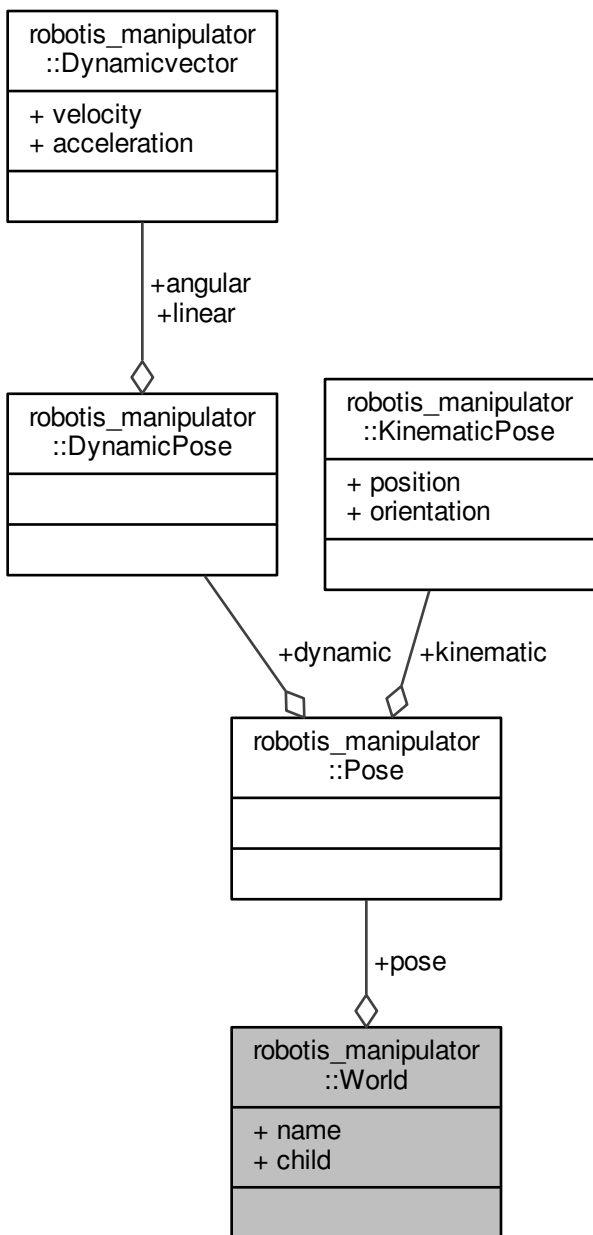 robotis_manipulator
::Dynamicvector
+ velocity
+ acceleration
+angular
+linear
robotis_manipulator
::DynamicPose
robotis_manipulator
::KinematicPose
+ position
+ orientation
+dynamic
+kinematic
robotis_manipulator
::Pose
+pose
robotis_manipulator
::World
+ name
+ child